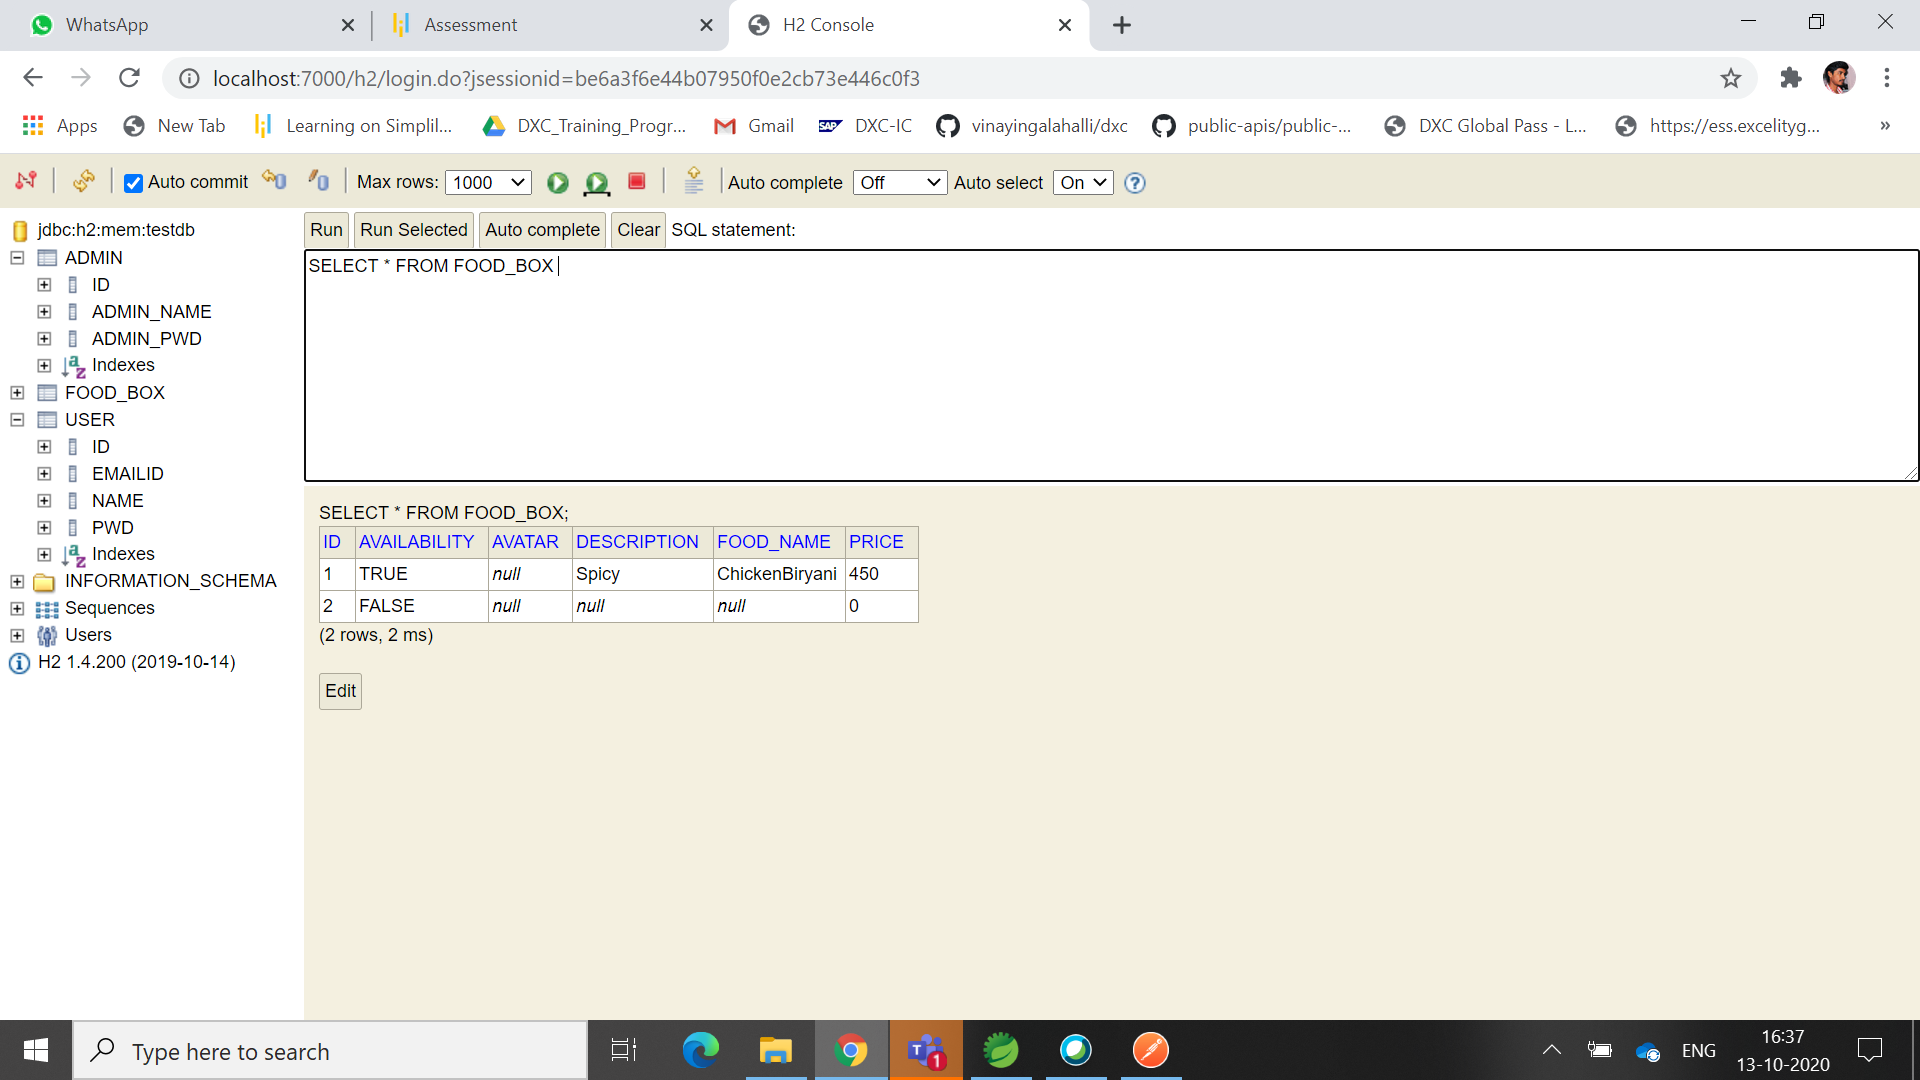 WhatsApp
Assessment
H2 Console
localhost:7000/h2/login.do?jsessionid=be6a3f6e44b07950f0e2cb73e446c0f3
Apps New Tab Learning on Simplil... DXC_Training_Progr... Gmail SAP DXC-IC vinayingalahalli/dxc public-apis/public-... DXC Global Pass - L... https://ess.excelityg... »
Auto commit Max rows: 1000 Auto complete Off Auto select On ?
jdbc:h2:mem:testdb
ADMIN
ID
ADMIN_NAME
ADMIN_PWD
Indexes
FOOD_BOX
USER
ID
EMAILID
NAME
PWD
Indexes
INFORMATION_SCHEMA
Sequences
Users
H2 1.4.200 (2019-10-14)
Run Run Selected Auto complete Clear SQL statement:
SELECT * FROM FOOD_BOX
SELECT * FROM FOOD_BOX;
ID AVAILABILITY AVATAR DESCRIPTION FOOD_NAME PRICE
1 TRUE null Spicy ChickenBiryani 450
2 FALSE null null null 0
(2 rows, 2 ms)
Edit
Type here to search
T 1
ENG
16:37
13-10-2020